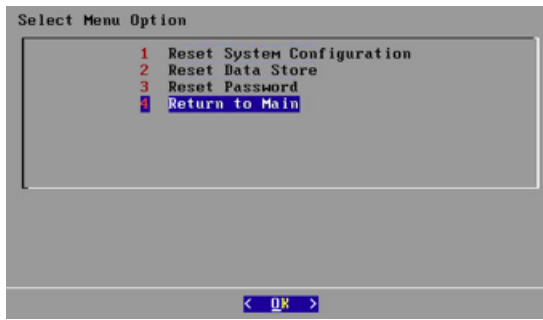 Select Menu Option
1 Reset System Configuration
2 Reset Data Store
3 Reset Password
4 Return to Main
< OK >